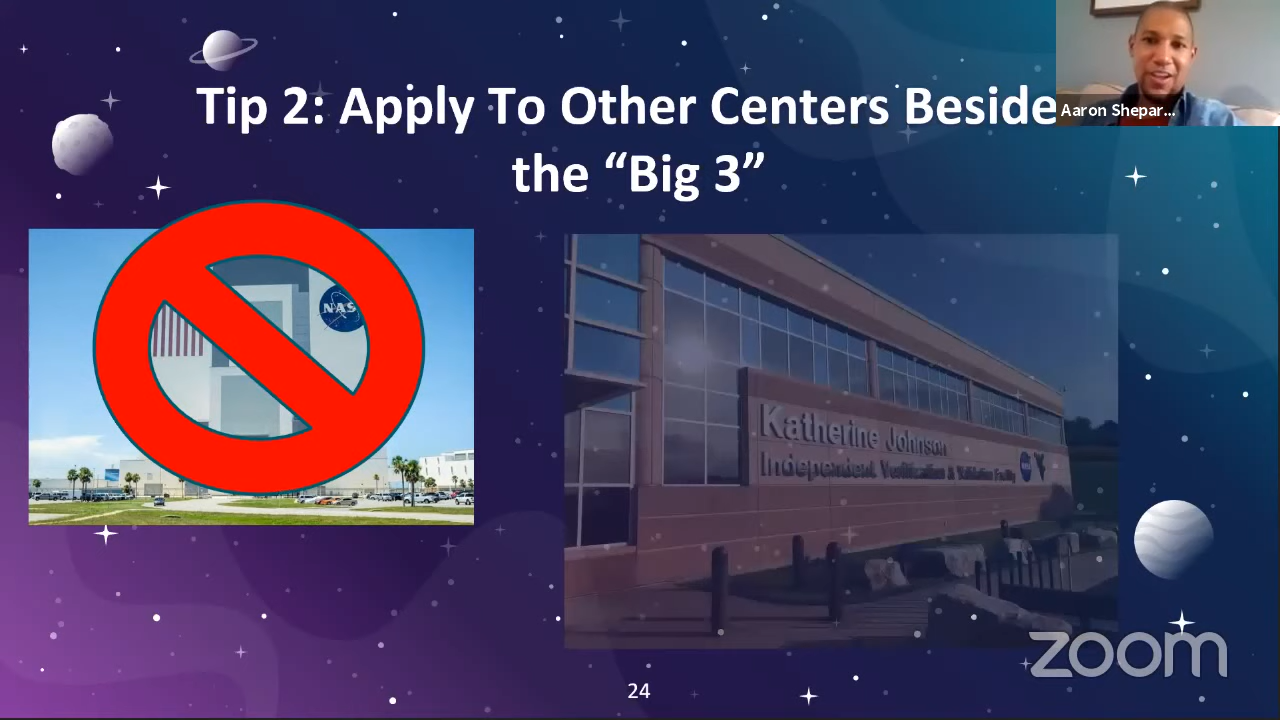 Tip 2: Apply To Other Centers Beside
the “Big 3”
Aaron Shepar...
NAS
Katherine Johnson
Independent Verification & Validation Facility
NASA
zoom
24